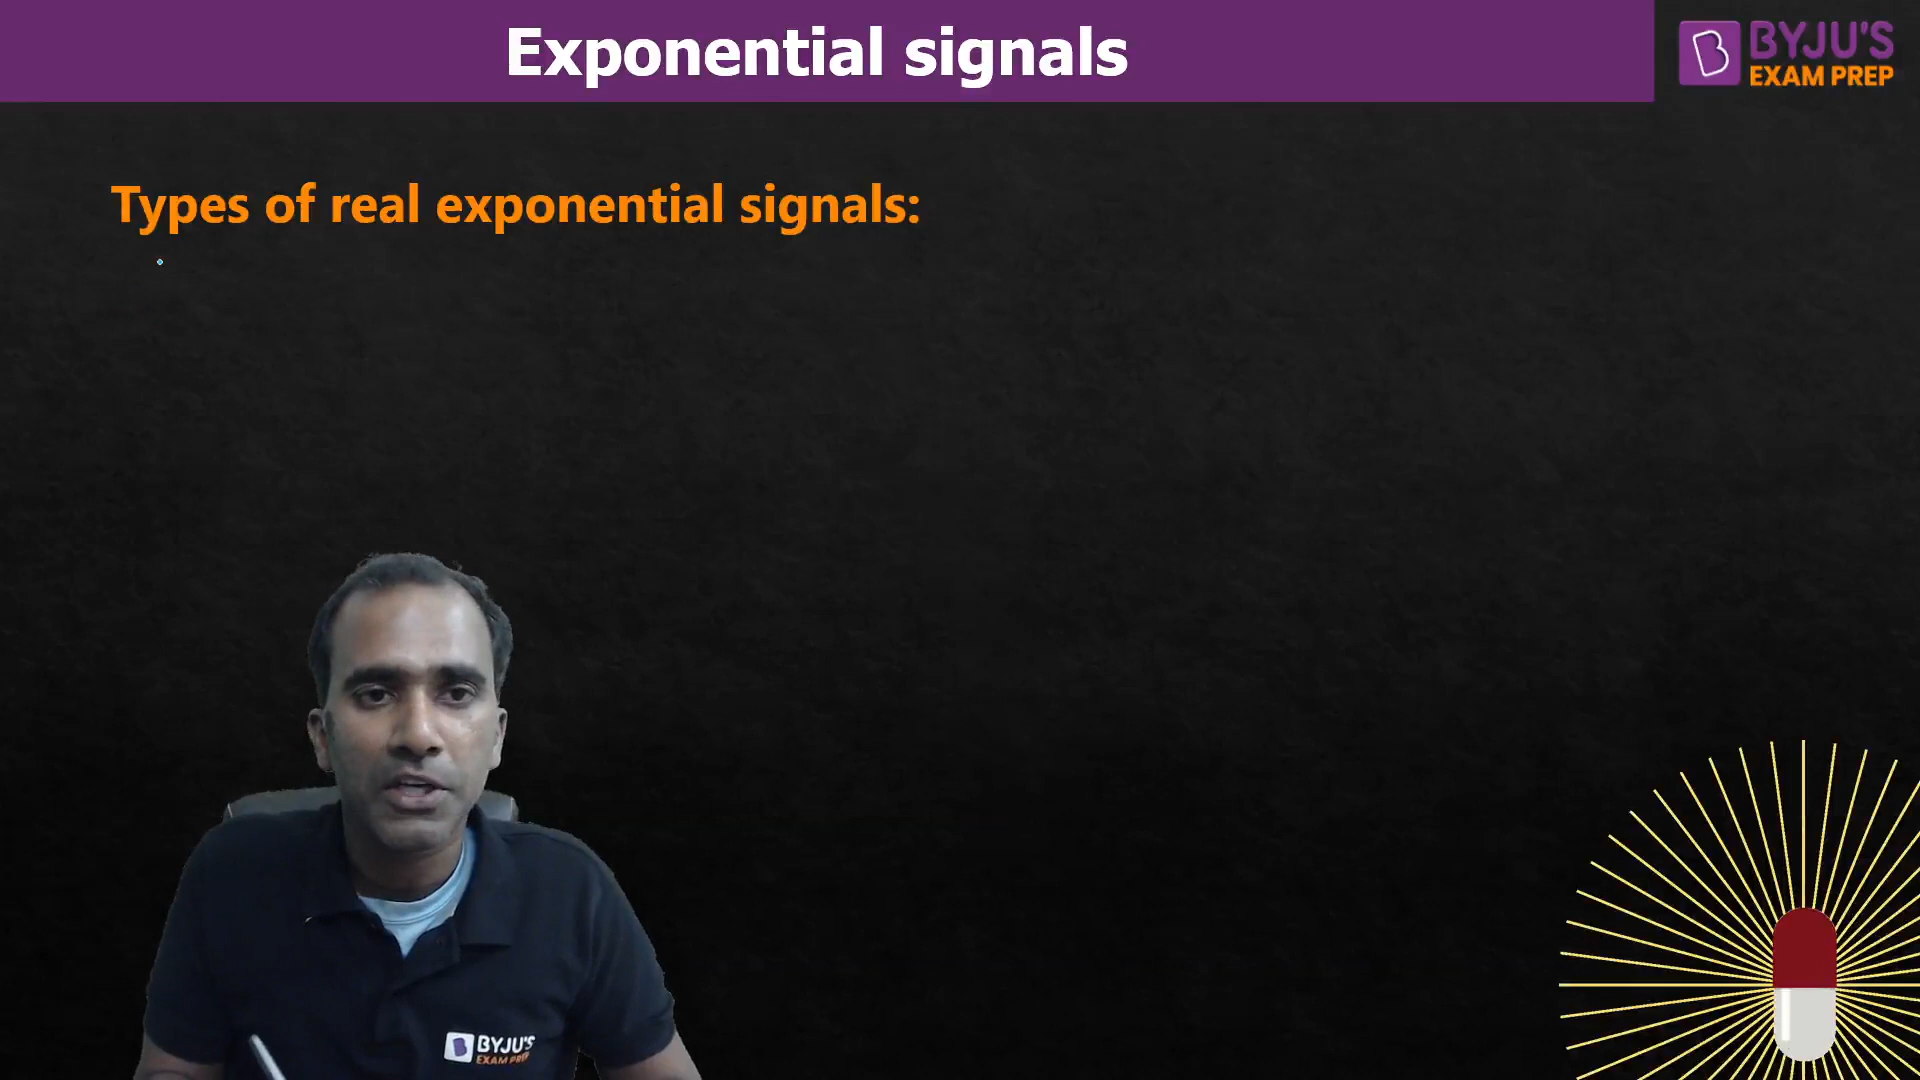 Exponential signals
BYJU'S
EXAM PREP
Types of real exponential signals:
BYJU'S
EXAM PREP